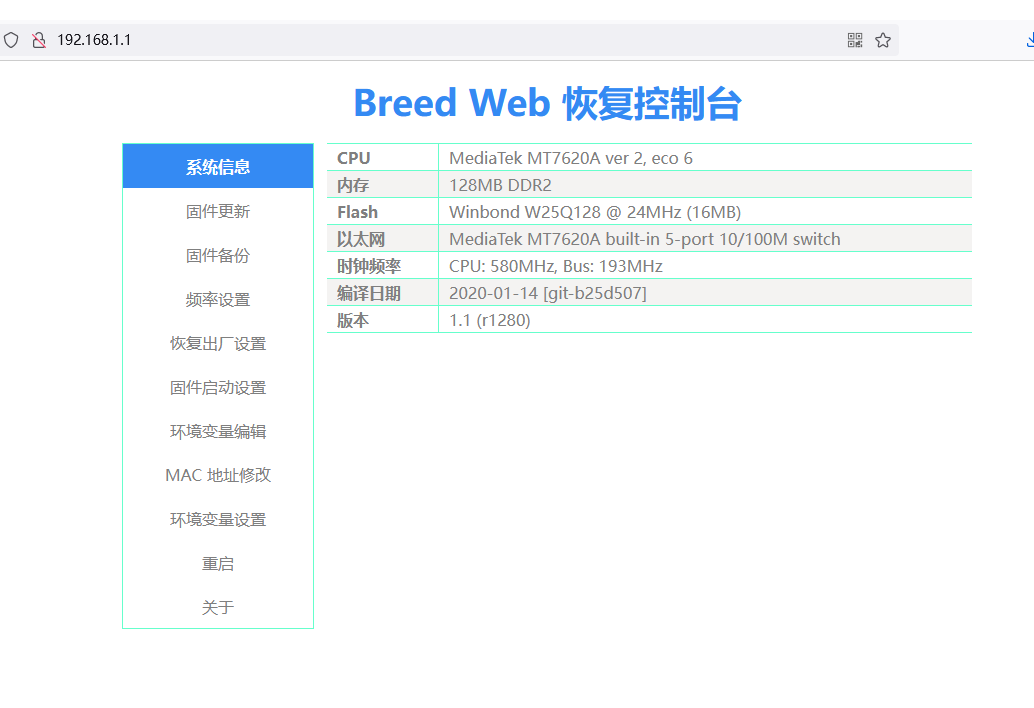 192.168.1.1
Breed Web 恢复控制台
系统信息
固件更新
固件备份
频率设置
恢复出厂设置
固件启动设置
环境变量编辑
MAC 地址修改
环境变量设置
重启
关于
CPU MediaTek MT7620A ver 2, eco 6
内存 128MB DDR2
Flash Winbond W25Q128 @ 24MHz (16MB)
以太网 MediaTek MT7620A built-in 5-port 10/100M switch
时钟频率 CPU: 580MHz, Bus: 193MHz
编译日期 2020-01-14 [git-b25d507]
版本 1.1 (r1280)